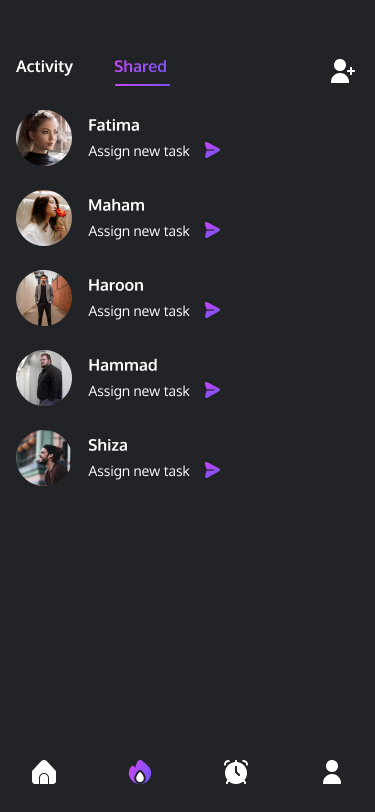 Activity
Shared
Fatima
Assign new task
Maham
Assign new task
Haroon
Assign new task
Hammad
Assign new task
Shiza
Assign new task